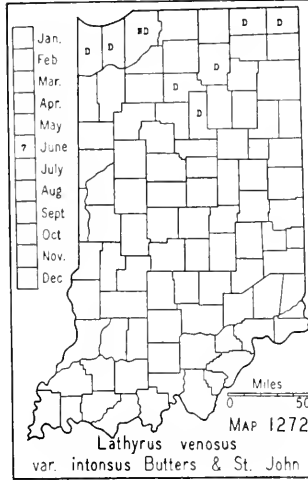 Jan.
Feb
Mar.
Apr.
May
? June
July
Aug
Sept
Oct
Nov.
Dec
D D ND D D
D
D
D
Miles
0 50
MAP 1272
Lathyrus venosus
var. intonsus Butters & St. John